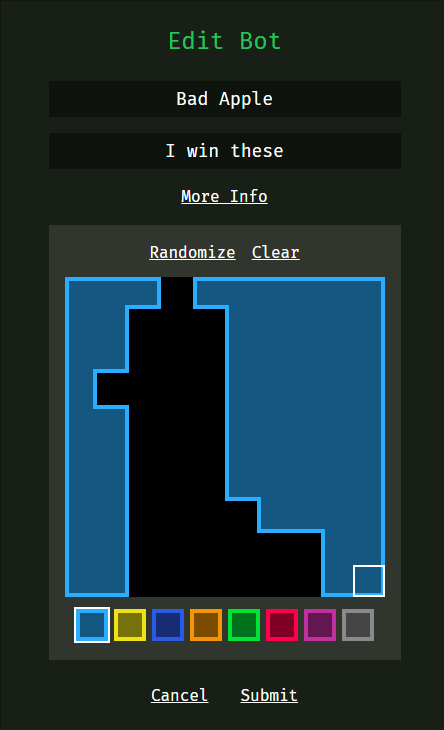 Edit Bot
Bad Apple
I win these
More Info
Randomize Clear
Cancel Submit